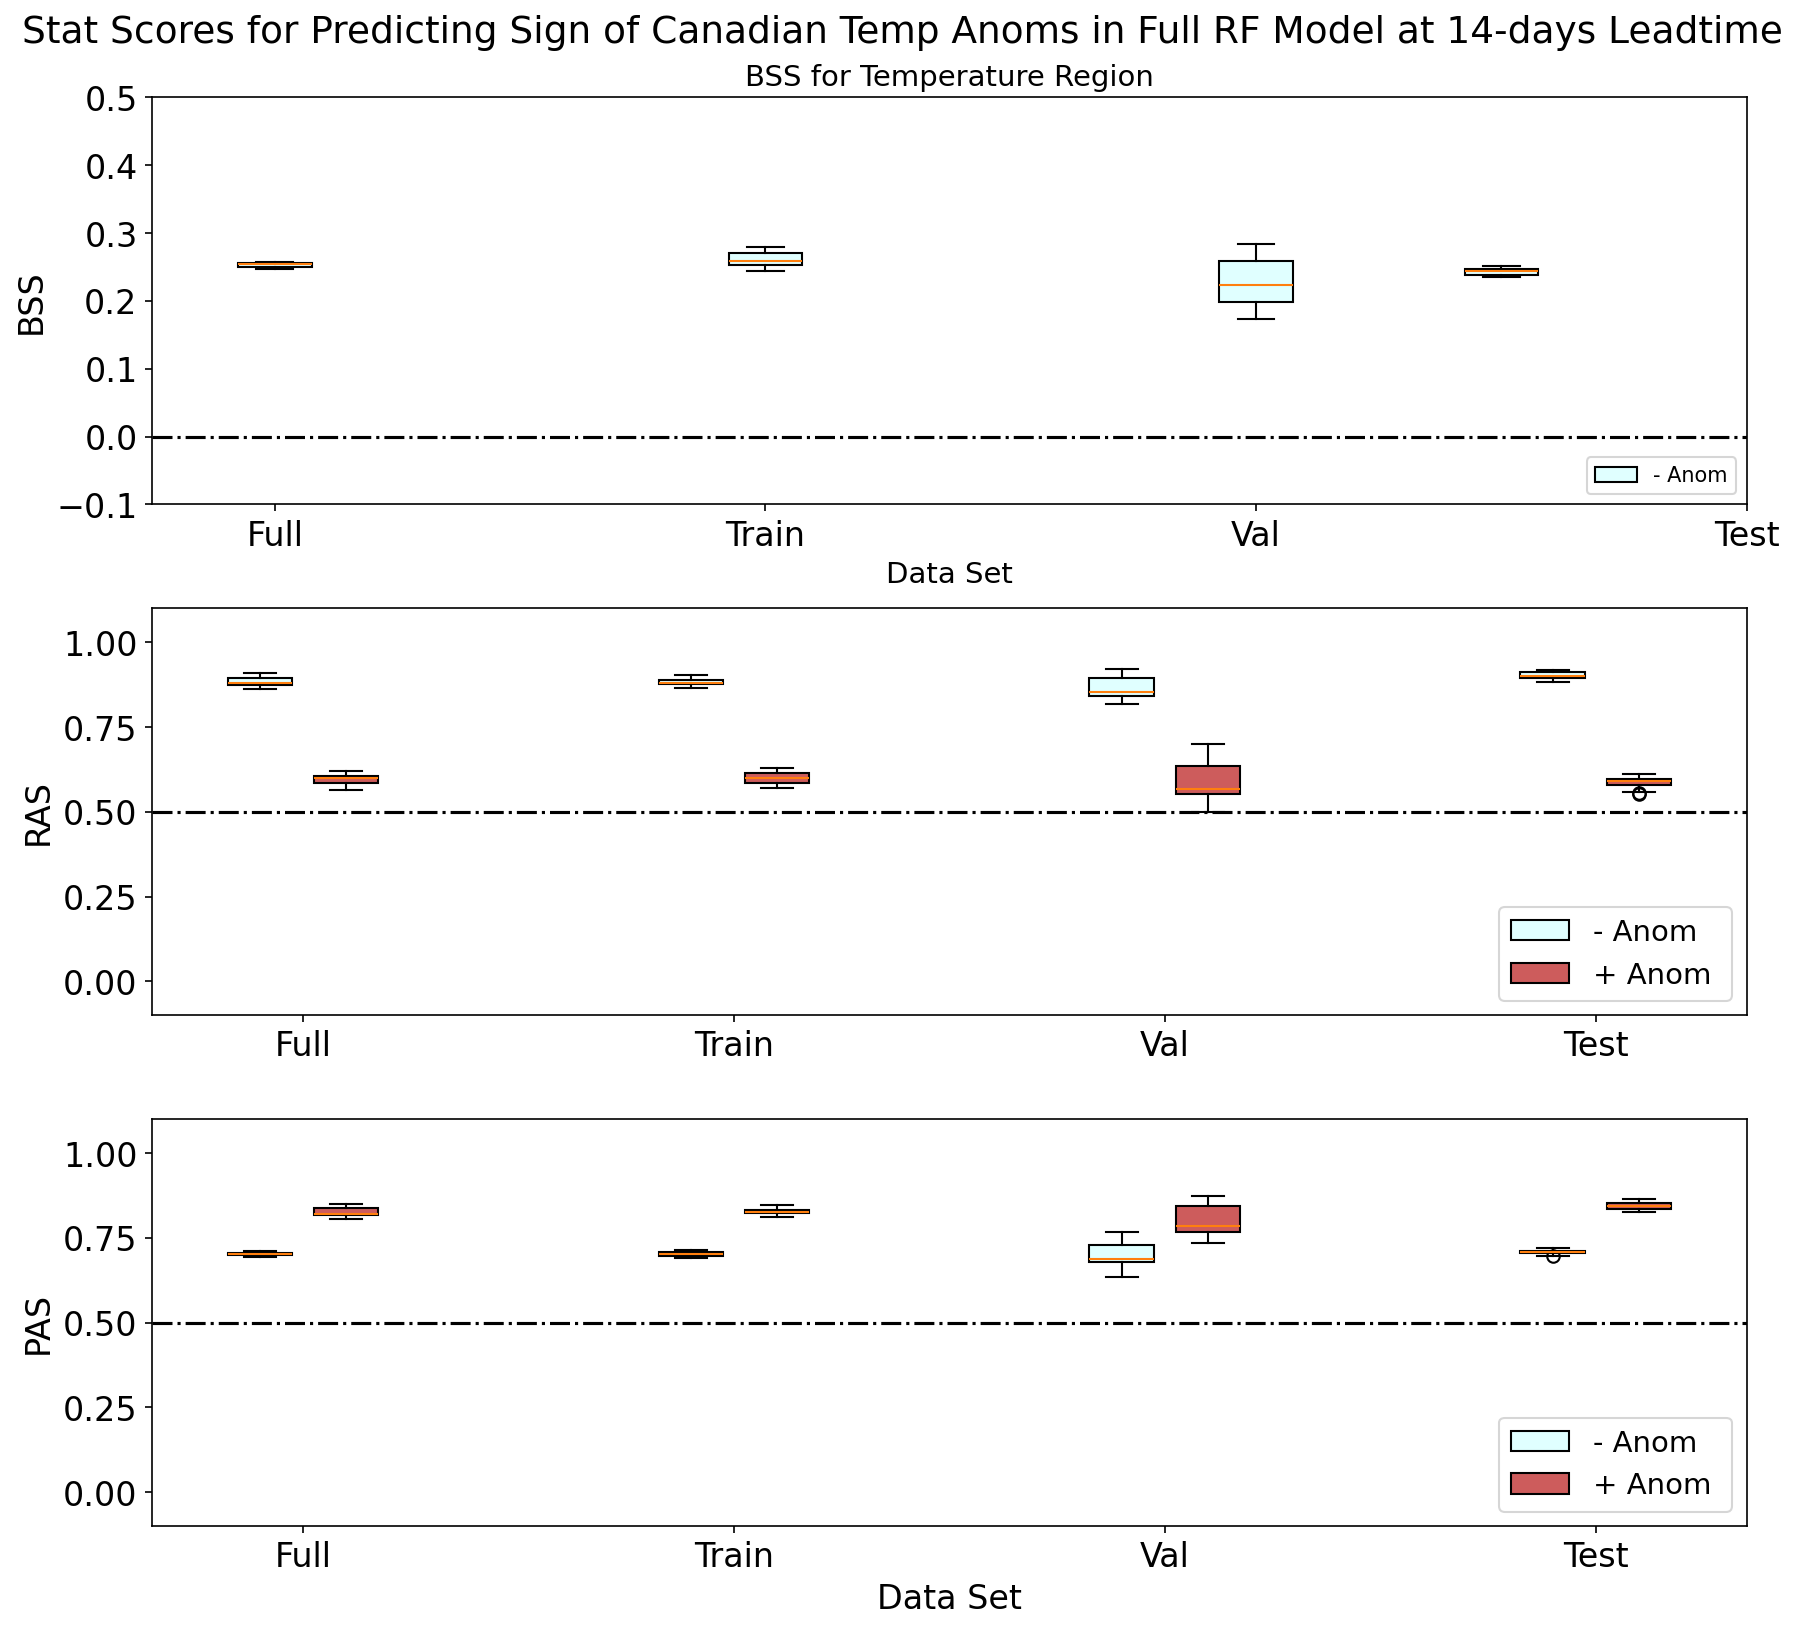 Stat Scores for Predicting Sign of Canadian Temp Anoms in Full RF Model at 14-days Leadtime
BSS for Temperature Region
0.5
0.4
0.3
0.2
0.1
0.0
−0.1
BSS
- Anom
Full Train Val Test
Data Set
1.00
0.75
0.50
0.25
0.00
RAS
- Anom
+ Anom
Full Train Val Test
1.00
0.75
0.50
0.25
0.00
PAS
- Anom
+ Anom
Full Train Val Test
Data Set